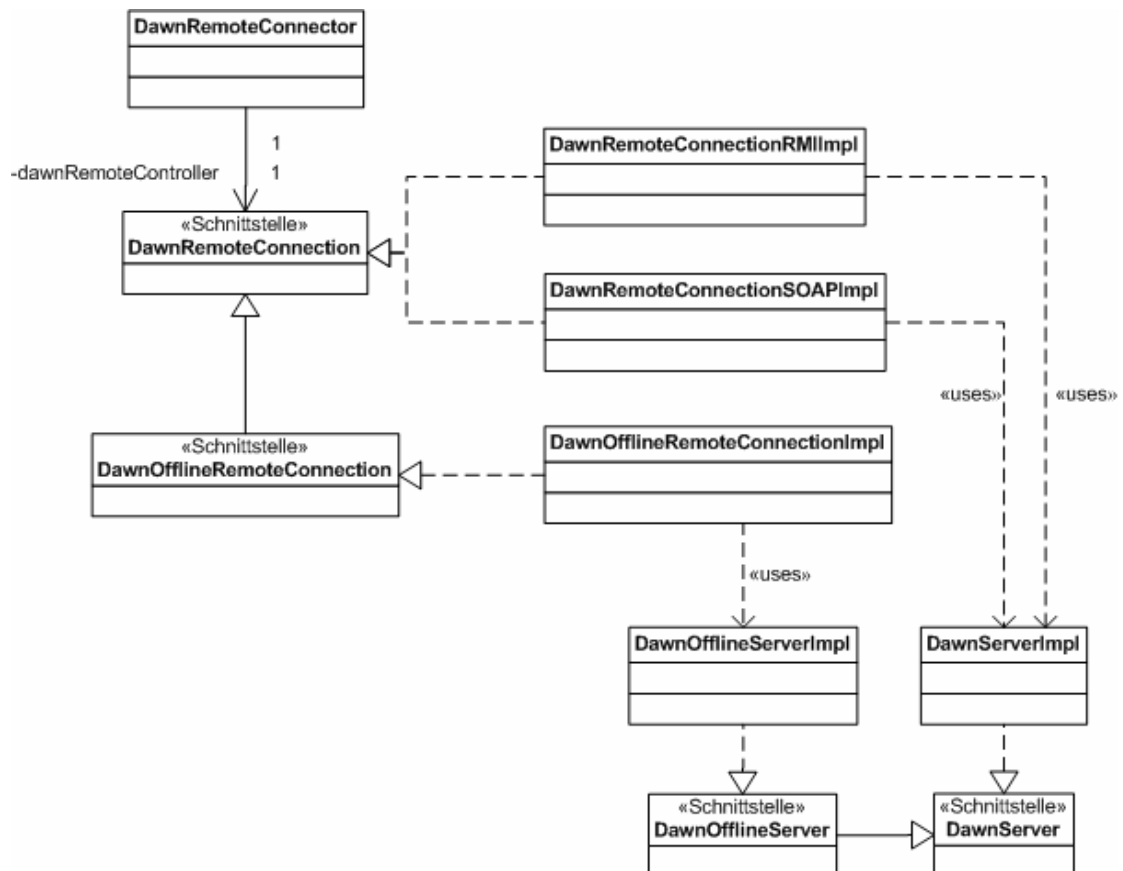 DawnRemoteConnector
1
-dawnRemoteController
1
«Schnittstelle»
DawnRemoteConnection
DawnRemoteConnectionRMIImpl
DawnRemoteConnectionSOAPImpl
«uses»
«uses»
«Schnittstelle»
DawnOfflineRemoteConnection
DawnOfflineRemoteConnectionImpl
«uses»
DawnOfflineServerImpl
DawnServerImpl
«Schnittstelle»
DawnOfflineServer
«Schnittstelle»
DawnServer